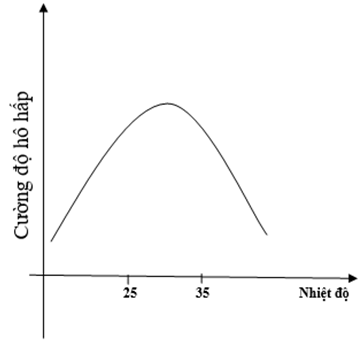 Cường độ hô hấp
25
35
Nhiệt độ